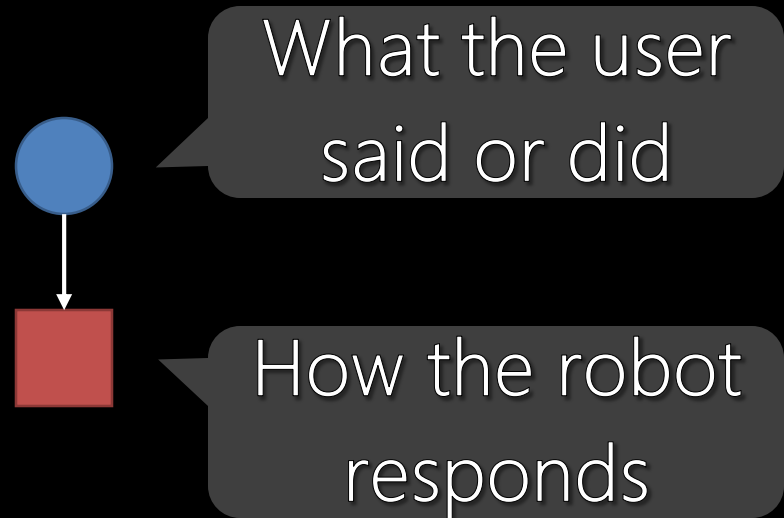 What the user
said or did
How the robot
responds